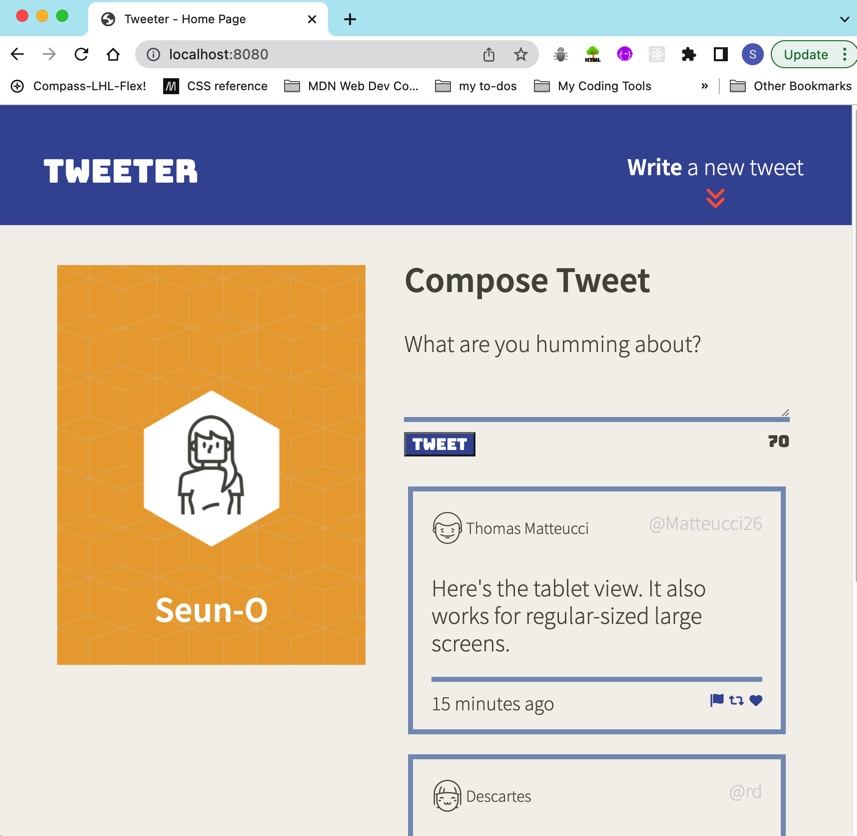 Tweeter - Home Page
localhost:8080
S
Update
Compass-LHL-Flex!
CSS reference
MDN Web Dev Co...
my to-dos
My Coding Tools
»
Other Bookmarks
TWEETER
Write a new tweet
Compose Tweet
What are you humming about?
TWEET
70
Seun-O
Thomas Matteucci
@Matteucci26
Here's the tablet view. It also
works for regular-sized large
screens.
15 minutes ago
Descartes
@rd